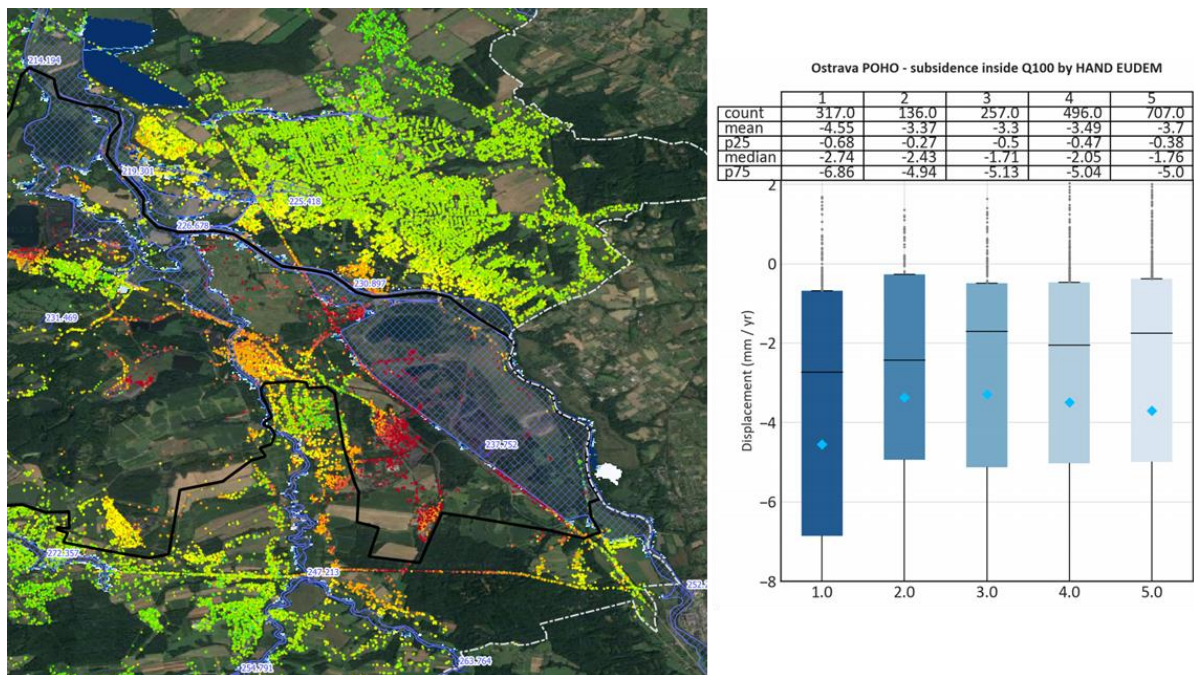 214.194
219.301
225.418
226.678
230.897
231.469
237.752
272.357
247.213
252.
254.791
263.764
Ostrava POHO - subsidence inside Q100 by HAND EUDEM
1 2 3 4 5
count 317.0 136.0 257.0 496.0 707.0
mean -4.55 -3.37 -3.3 -3.49 -3.7
p25 -0.68 -0.27 -0.5 -0.47 -0.38
median -2.74 -2.43 -1.71 -2.05 -1.76
p75 -6.86 -4.94 -5.13 -5.04 -5.0
2
0
−2
−4
−6
−8
Displacement (mm / yr)
1.0 2.0 3.0 4.0 5.0